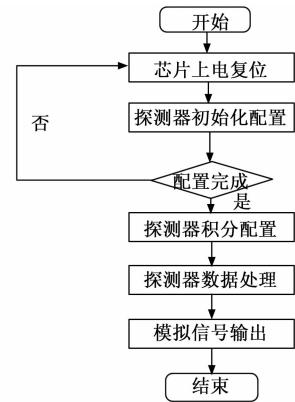 开始
芯片上电复位
探测器初始化配置
否
配置完成
是
探测器积分配置
探测器数据处理
模拟信号输出
结束